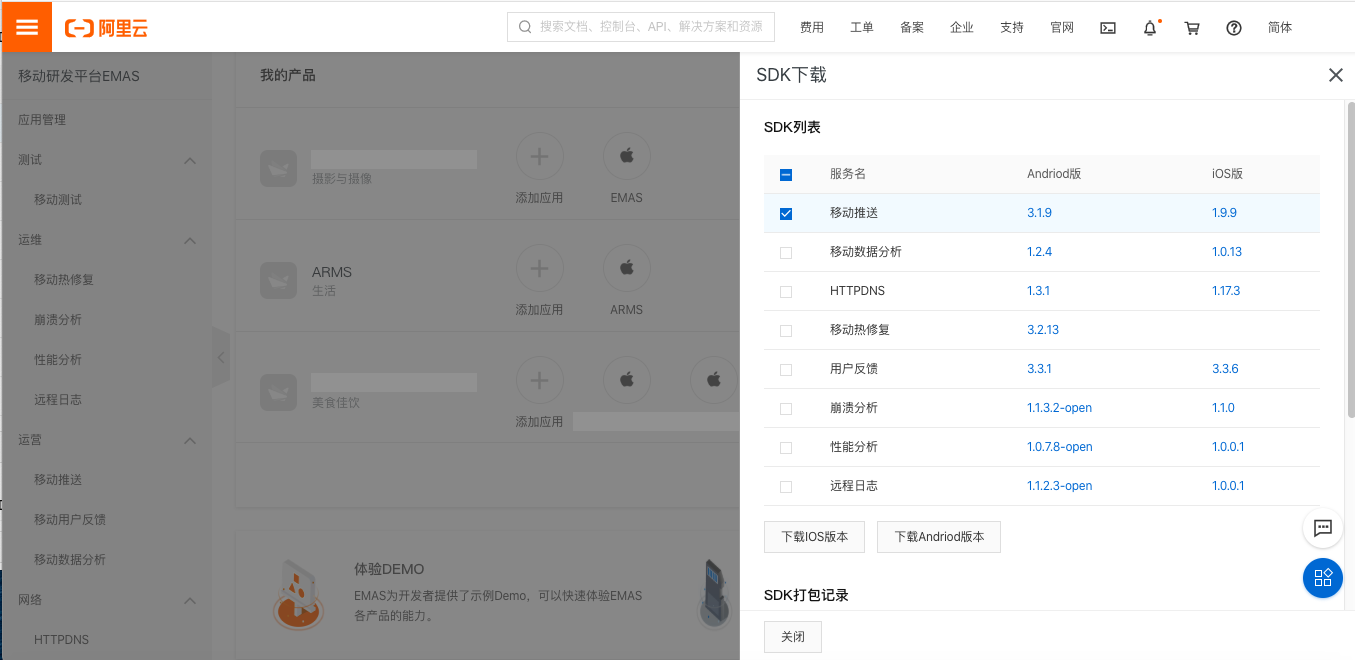 阿里云
搜索文档、控制台、API、解决方案和资源
费用 工单 备案 企业 支持 官网 简体
移动研发平台EMAS
应用管理
测试
移动测试
运维
移动热修复
崩溃分析
性能分析
远程日志
运营
移动推送
移动用户反馈
移动数据分析
网络
HTTPDNS
我的产品
摄影与摄像
添加应用 EMAS
ARMS
生活
添加应用 ARMS
美食佳饮
添加应用
体验DEMO
EMAS为开发者提供了示例Demo，可以快速体验EMAS
各产品的能力。
SDK下载
SDK列表
服务名 Andriod版 iOS版
移动推送 3.1.9 1.9.9
移动数据分析 1.2.4 1.0.13
HTTPDNS 1.3.1 1.17.3
移动热修复 3.2.13
用户反馈 3.3.1 3.3.6
崩溃分析 1.1.3.2-open 1.1.0
性能分析 1.0.7.8-open 1.0.0.1
远程日志 1.1.2.3-open 1.0.0.1
下载IOS版本 下载Andriod版本
SDK打包记录
关闭